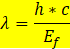 λ = h * c / E_f